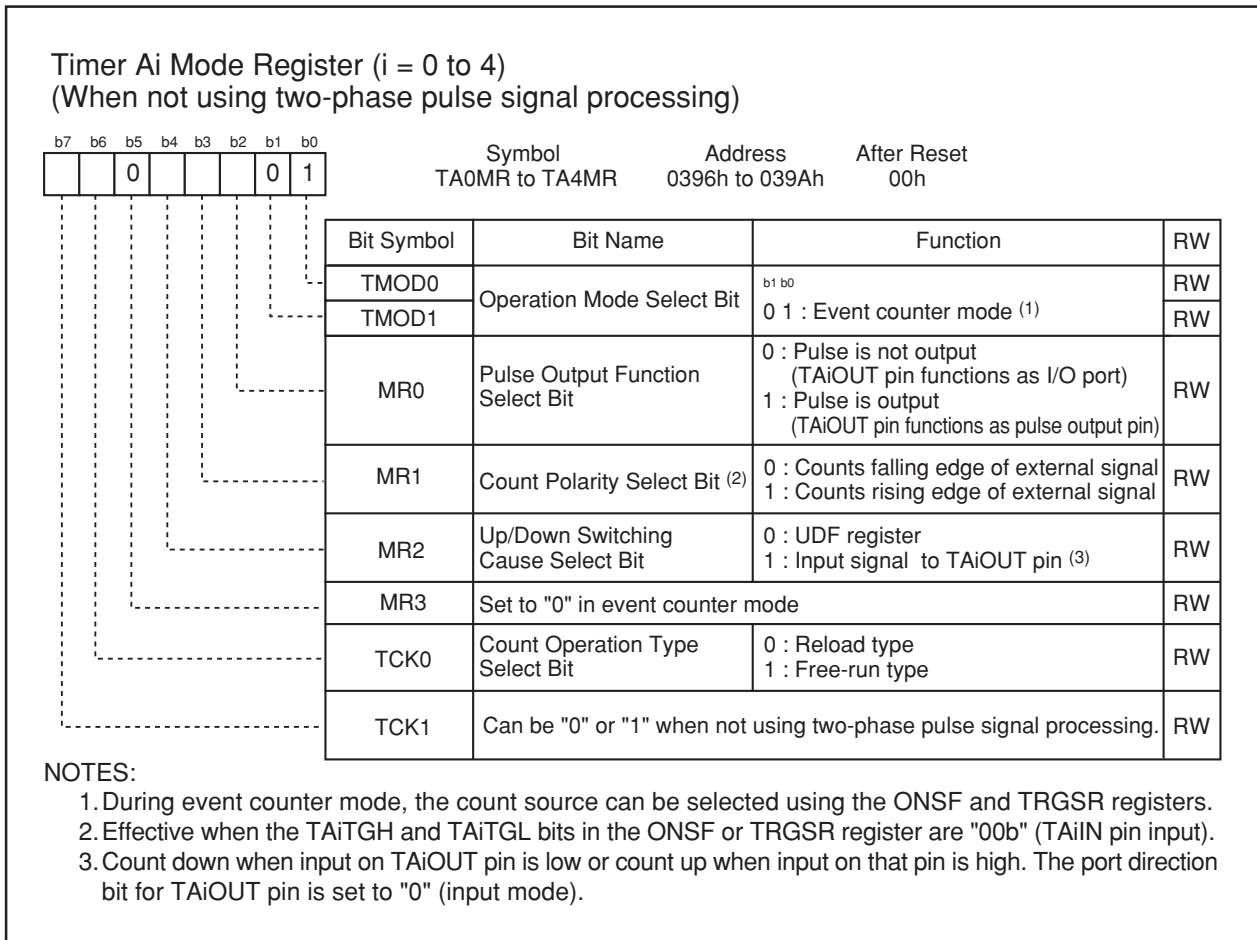 Timer Ai Mode Register (i = 0 to 4)
(When not using two-phase pulse signal processing)
b7 b6 b5 b4 b3 b2 b1 b0
0 0 1
Symbol Address After Reset
TA0MR to TA4MR 0396h to 039Ah 00h
Bit Symbol Bit Name Function RW
TMOD0 Operation Mode Select Bit b1 b0 RW
TMOD1 0 1 : Event counter mode (1) RW
MR0 Pulse Output Function Select Bit RW
0 : Pulse is not output
(TAiOUT pin functions as I/O port)
1 : Pulse is output
(TAiOUT pin functions as pulse output pin)
MR1 Count Polarity Select Bit (2) RW
0 : Counts falling edge of external signal
1 : Counts rising edge of external signal
MR2 Up/Down Switching Cause Select Bit RW
0 : UDF register
1 : Input signal to TAiOUT pin (3)
MR3 Set to "0" in event counter mode RW
TCK0 Count Operation Type Select Bit RW
0 : Reload type
1 : Free-run type
TCK1 Can be "0" or "1" when not using two-phase pulse signal processing. RW
NOTES:
1. During event counter mode, the count source can be selected using the ONSF and TRGSR registers.
2. Effective when the TAiTGH and TAiTGL bits in the ONSF or TRGSR register are "00b" (TAiIN pin input).
3. Count down when input on TAiOUT pin is low or count up when input on that pin is high. The port direction
bit for TAiOUT pin is set to "0" (input mode).